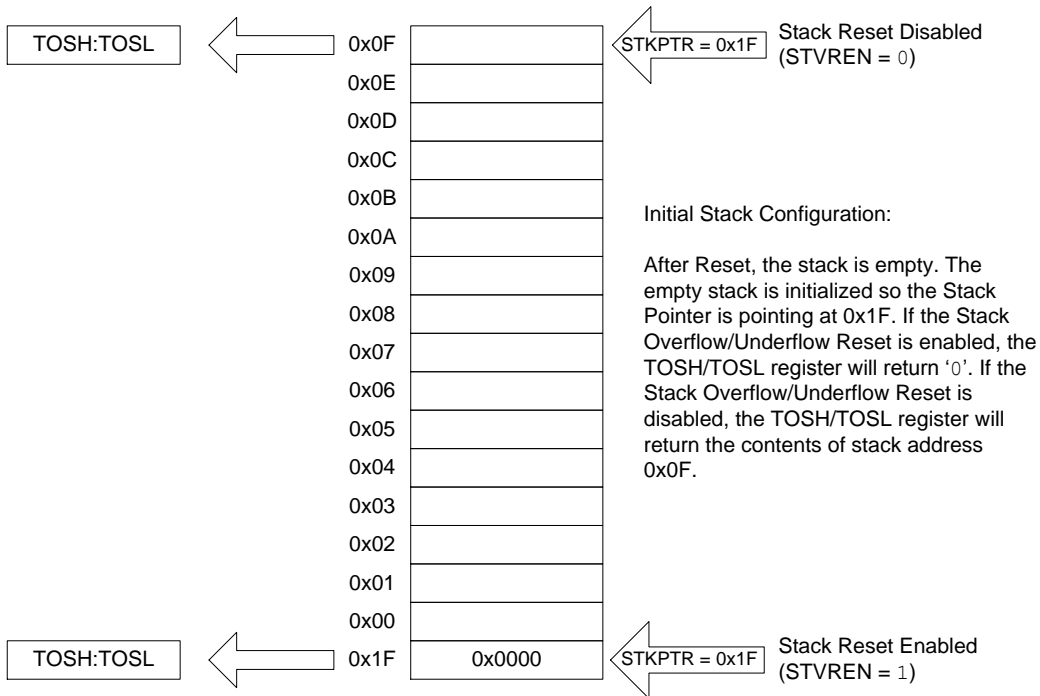 TOSH:TOSL
0x0F
STKPTR = 0x1F
Stack Reset Disabled
(STVREN = 0)
0x0E
0x0D
0x0C
0x0B
0x0A
0x09
0x08
0x07
0x06
0x05
0x04
0x03
0x02
0x01
0x00
Initial Stack Configuration:
After Reset, the stack is empty. The
empty stack is initialized so the Stack
Pointer is pointing at 0x1F. If the Stack
Overflow/Underflow Reset is enabled, the
TOSH/TOSL register will return ‘0’. If the
Stack Overflow/Underflow Reset is
disabled, the TOSH/TOSL register will
return the contents of stack address
0x0F.
TOSH:TOSL
0x1F
0x0000
STKPTR = 0x1F
Stack Reset Enabled
(STVREN = 1)